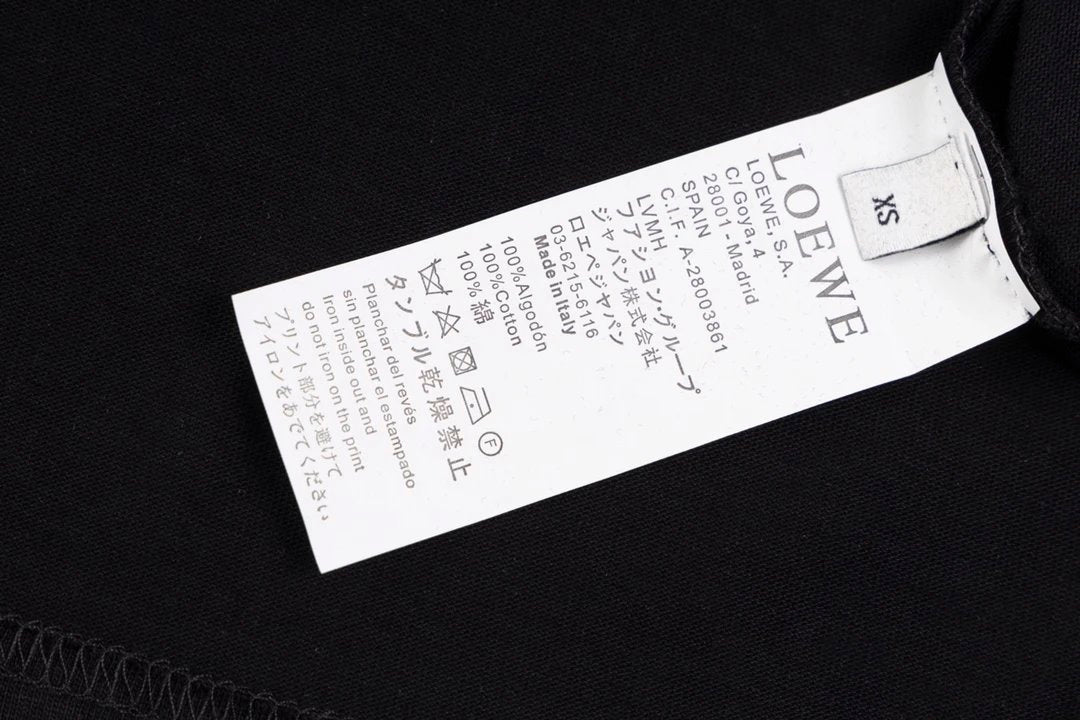 XS
LOEWE
LOEWE, S.A.
C/ Goya, 4
28001 - Madrid
SPAIN
C.I.F. A-28003861
LVMH
ファションングループ
ジャパン株式会社
ロエベジャパン
03-6215-6116
Made in Italy
100%Algodón
100%Cotton
100% 綿
F
タンブル乾燥禁止
Planchar del revés
sin planchar el estampado
Iron inside out and
do not iron on the print
プリント部分を避けて
アイロンをあててください